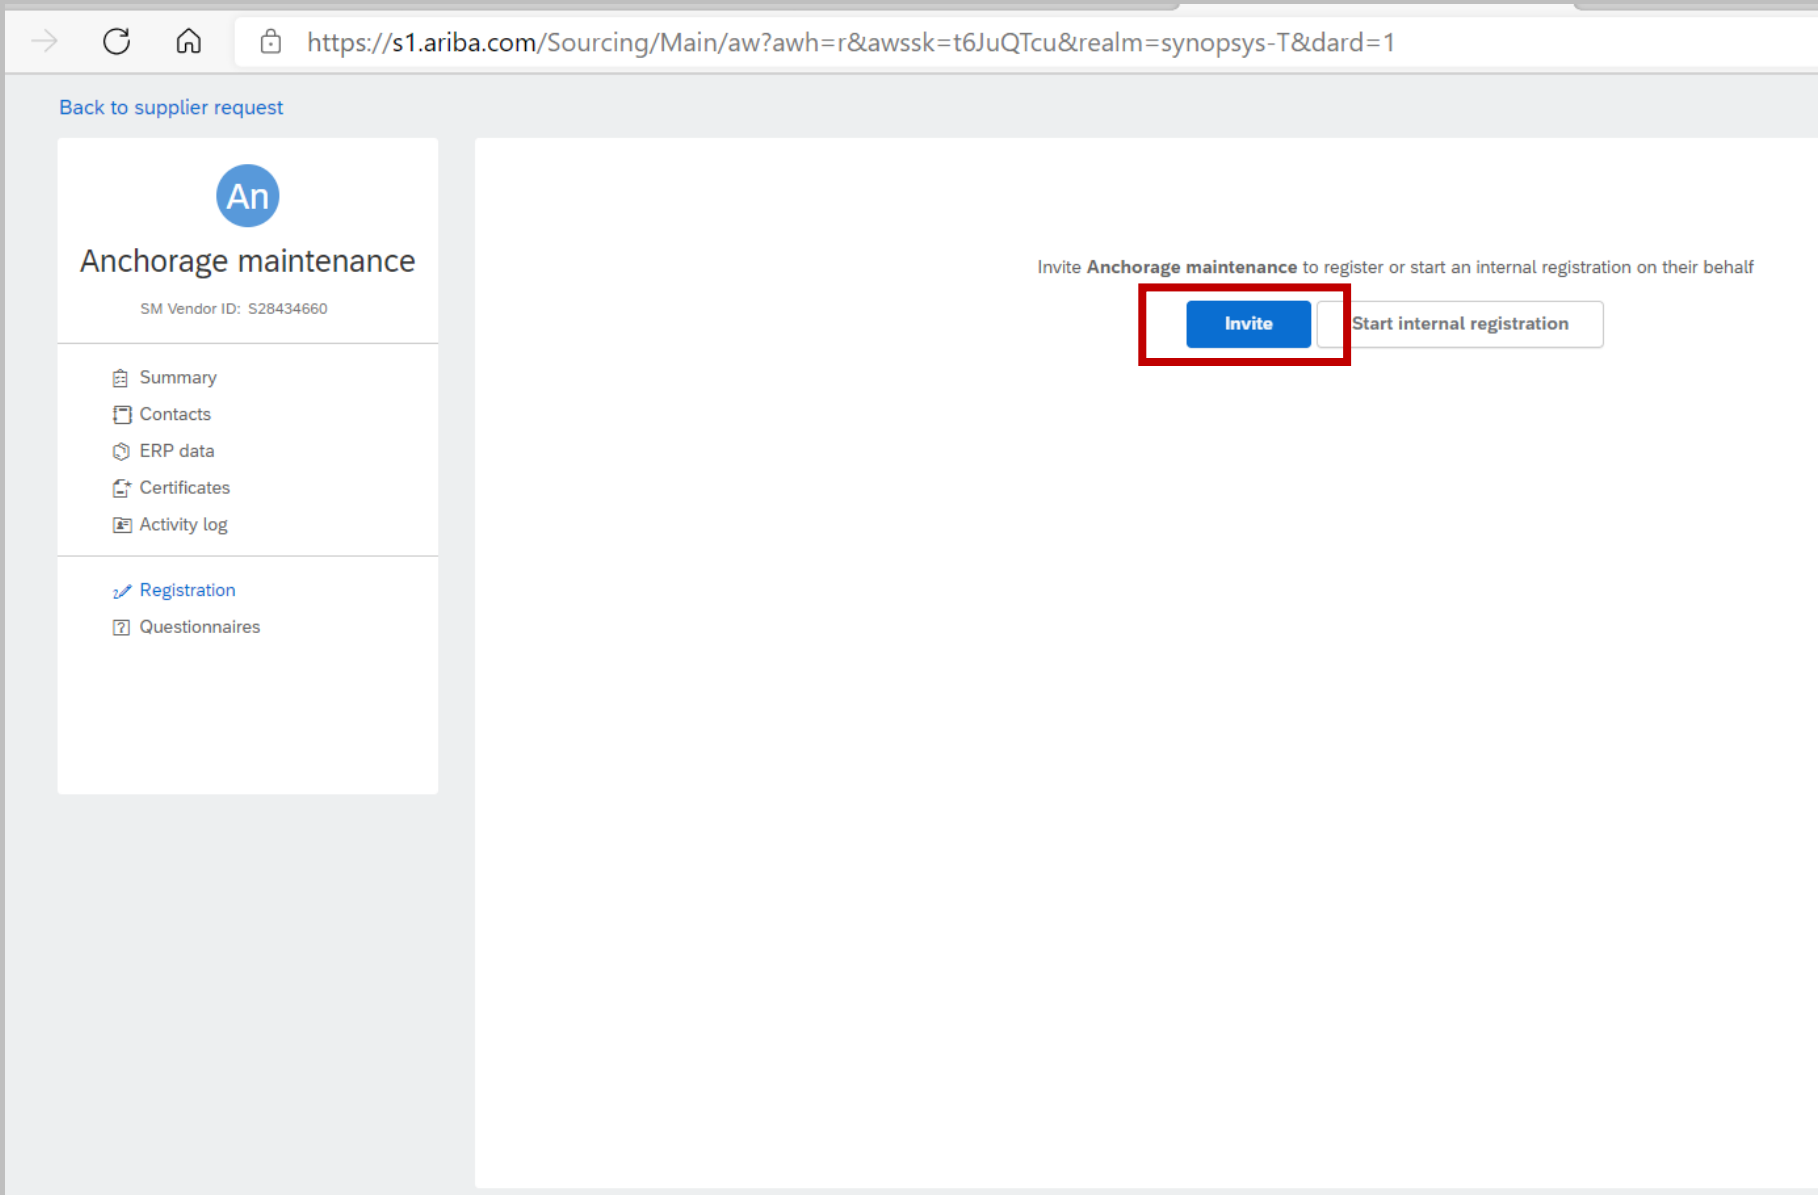 https://s1.ariba.com/Sourcing/Main/aw?awh=r&awssk=t6JuQTcu&realm=synopsys-T&dard=1
Back to supplier request
An
Anchorage maintenance
SM Vendor ID: S28434660
Summary
Contacts
ERP data
Certificates
Activity log
Registration
Questionnaires
Invite Anchorage maintenance to register or start an internal registration on their behalf
Invite
Start internal registration